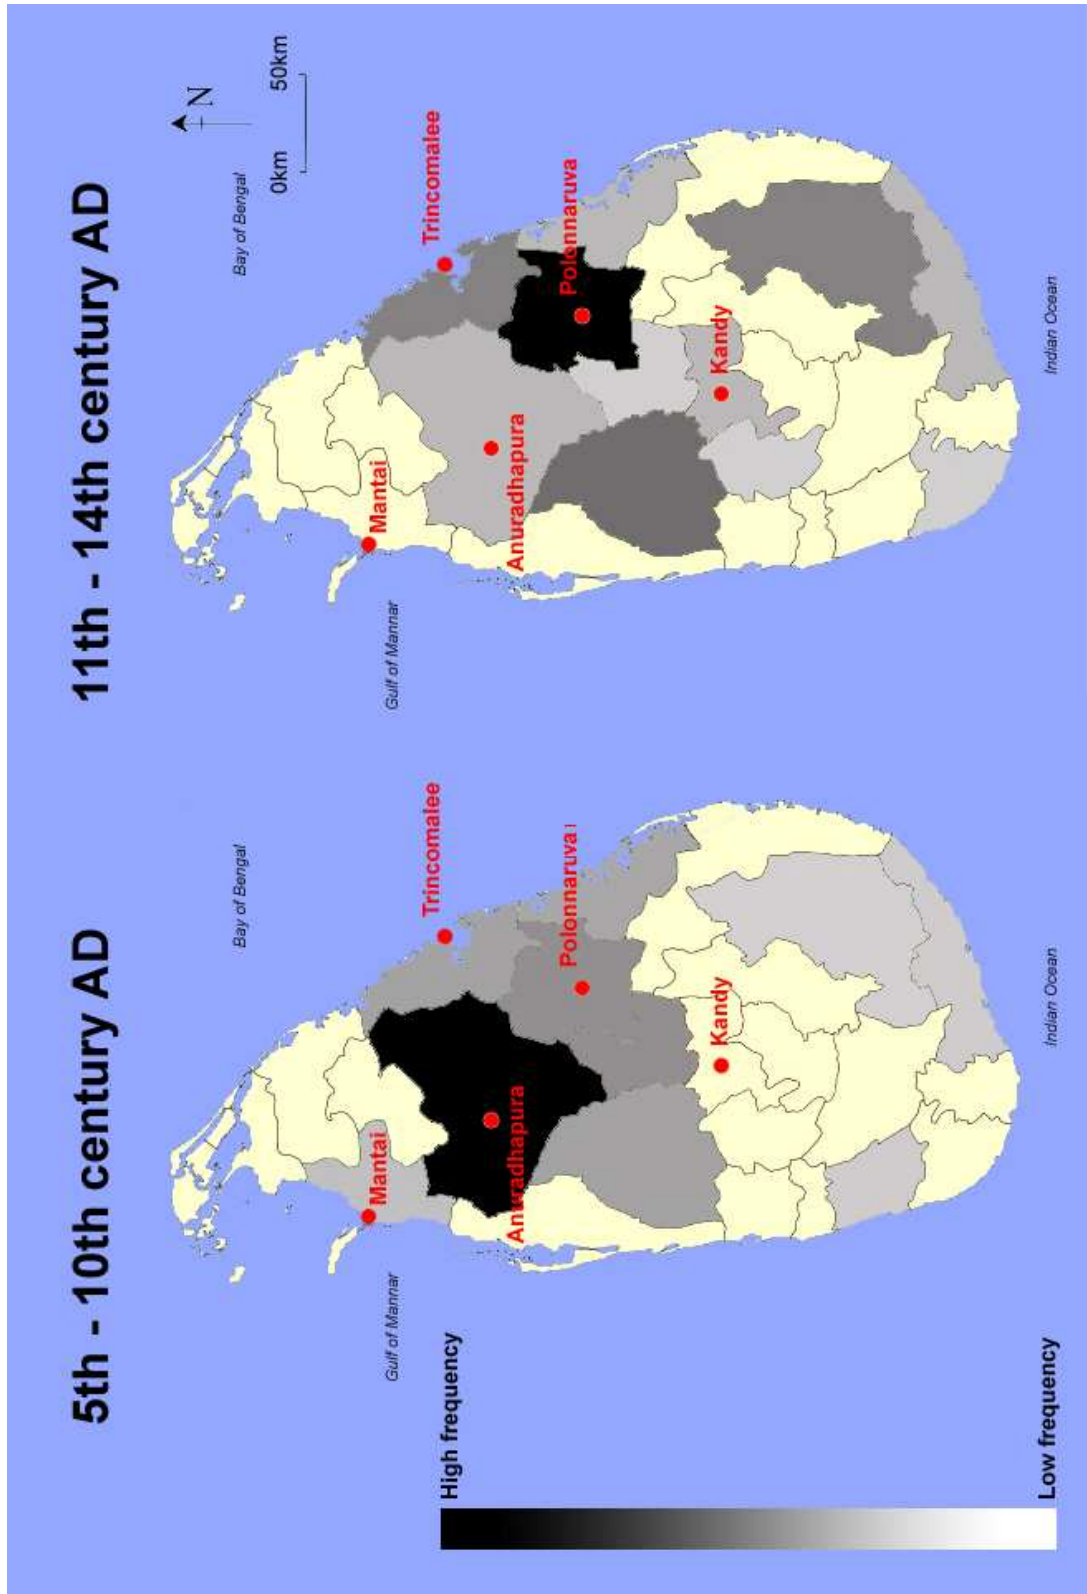 5th - 10th century AD
11th - 14th century AD
Bay of Bengal
Trincomalee
Mantai
Gulf of Mannar
Anuradhapura
Polonnaruva
Kandy
Indian Ocean
High frequency
Low frequency
N
0km
50km
Bay of Bengal
Trincomalee
Mantai
Gulf of Mannar
Anuradhapura
Polonnaruva
Kandy
Indian Ocean